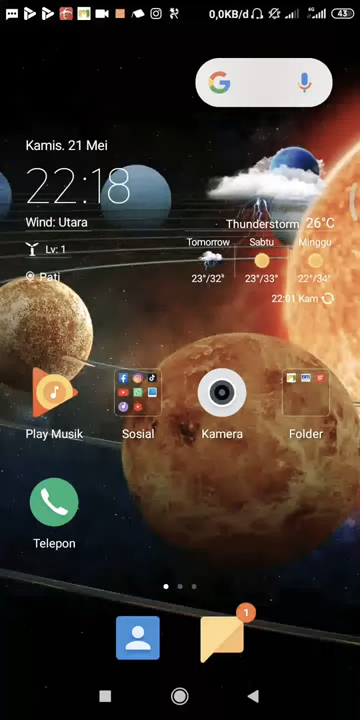 0,0KB/d
4G
43
Kamis. 21 Mei
22:18
Wind: Utara
Lv: 1
Pati
Thunderstorm 26°C
Tomorrow Sabtu Minggu
23°/32° 23°/33° 22°/34°
22:01 Kam
Play Musik Sosial Kamera Folder
Telepon
1